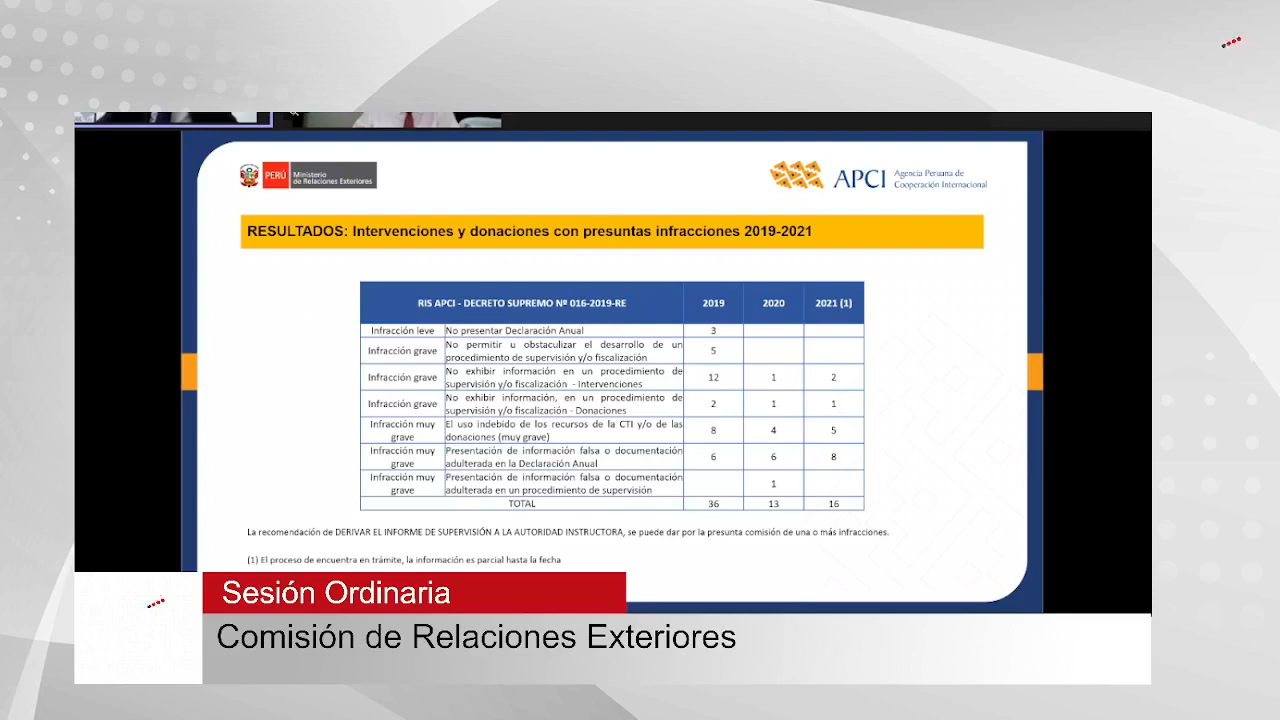 PERÚ
Ministerio
de Relaciones Exteriores
APCI
Agencia Peruana de
Cooperación Internacional
RESULTADOS: Intervenciones y donaciones con presuntas infracciones 2019-2021
RIS APCI - DECRETO SUPREMO Nº 016-2019-RE 2019 2020 2021 (1)
Infracción leve No presentar Declaración Anual 3
Infracción grave No permitir u obstaculizar el desarrollo de un
procedimiento de supervisión y/o fiscalización 5
Infracción grave No exhibir información en un procedimiento de
supervisión y/o fiscalización - Intervenciones 12 1 2
Infracción grave No exhibir información, en un procedimiento de
supervisión y/o fiscalización - Donaciones 2 1 1
Infracción muy grave El uso indebido de los recursos de la CTI y/o de las
donaciones (muy grave) 8 4 5
Infracción muy grave Presentación de información falsa o documentación
adulterada en la Declaración Anual 6 6 8
Infracción muy grave Presentación de información falsa o documentación
adulterada en un procedimiento de supervisión 1
TOTAL 36 13 16
La recomendación de DERIVAR EL INFORME DE SUPERVISIÓN A LA AUTORIDAD INSTRUCTORA, se puede dar por la presunta comisión de una o más infracciones.
(1) El proceso de encuentra en trámite, la información es parcial hasta la fecha
Sesión Ordinaria
Comisión de Relaciones Exteriores